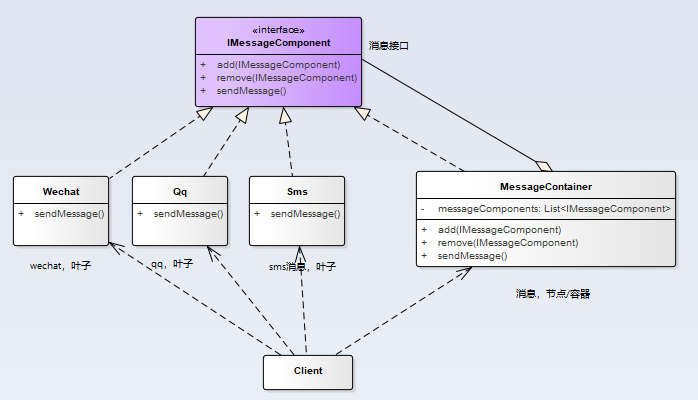 «interface»
IMessageComponent
+ add(IMessageComponent)
+ remove(IMessageComponent)
+ sendMessage()
消息接口
Wechat
+ sendMessage()
wechat，叶子
Qq
+ sendMessage()
qq，叶子
Sms
+ sendMessage()
sms消息，叶子
MessageContainer
- messageComponents: List<IMessageComponent>
+ add(IMessageComponent)
+ remove(IMessageComponent)
+ sendMessage()
消息，节点/容器
Client